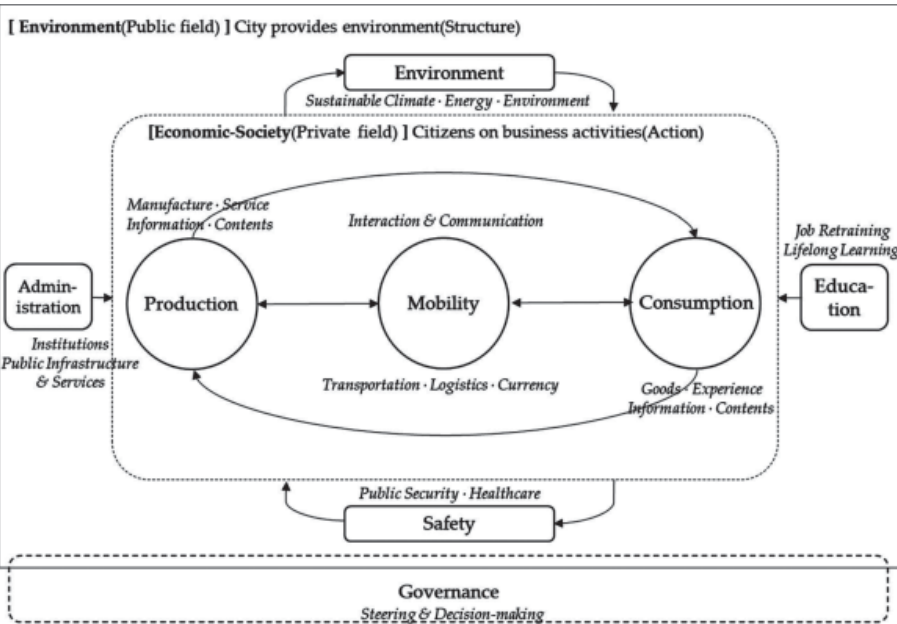 [ Environment(Public field) ] City provides environment(Structure)
Environment
Sustainable Climate · Energy · Environment
[Economic-Society(Private field) ] Citizens on business activities(Action)
Manufacture · Service
Information · Contents
Interaction & Communication
Job Retraining
Lifelong Learning
Admin-
istration
Production
Mobility
Consumption
Educa-
tion
Institutions
Public Infrastructure
& Services
Transportation · Logistics · Currency
Goods · Experience
Information · Contents
Public Security · Healthcare
Safety
Governance
Steering & Decision-making